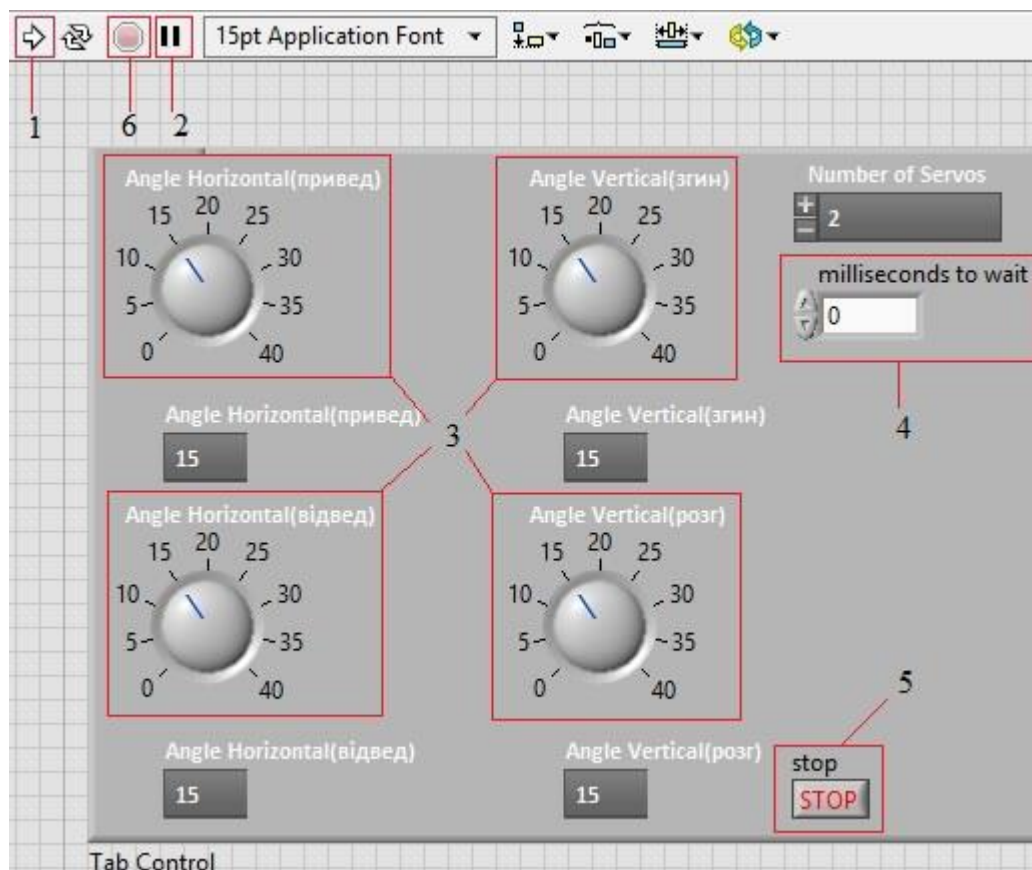 15pt Application Font
1
6
2
Angle Horizontal(привед)
0 5 10 15 20 25 30 35 40
Angle Vertical(згин)
0 5 10 15 20 25 30 35 40
Number of Servos
2
milliseconds to wait
0
4
3
Angle Horizontal(привед)
15
Angle Vertical(згин)
15
Angle Horizontal(відвед)
0 5 10 15 20 25 30 35 40
Angle Vertical(розг)
0 5 10 15 20 25 30 35 40
5
Angle Horizontal(відвед)
15
Angle Vertical(розг)
15
stop
STOP
Tab Control